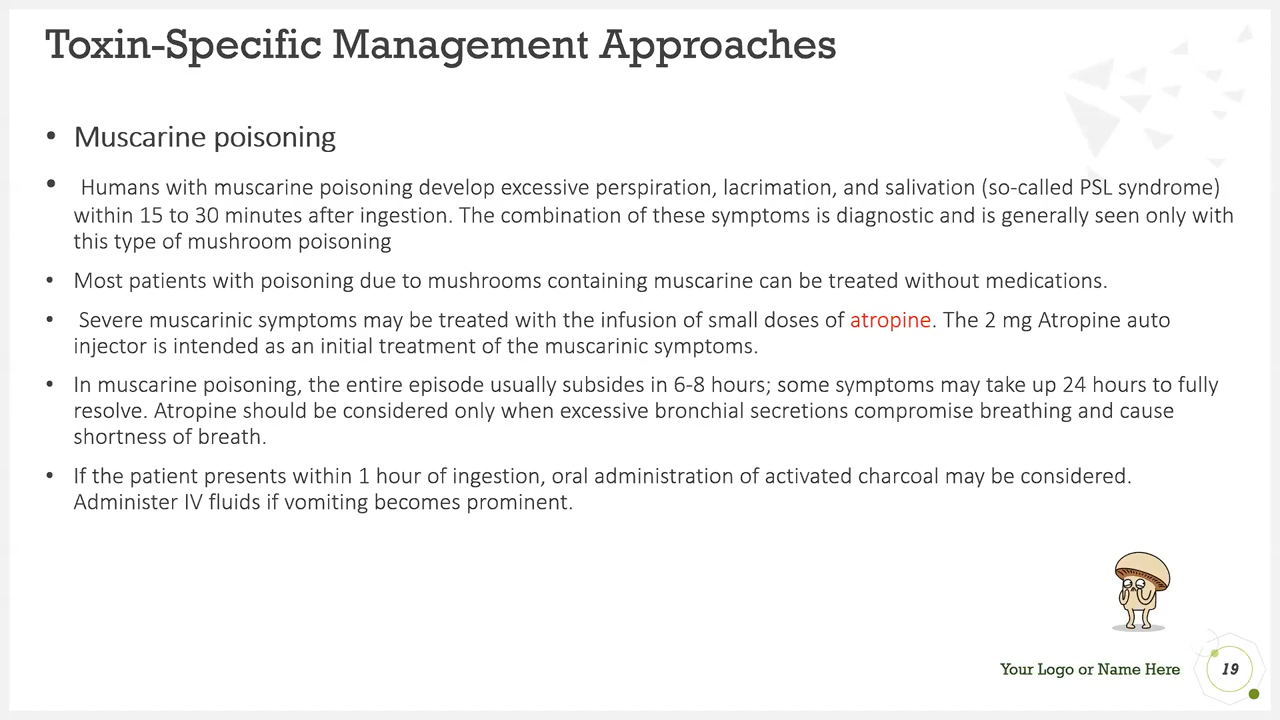 Toxin-Specific Management Approaches
• Muscarine poisoning
• Humans with muscarine poisoning develop excessive perspiration, lacrimation, and salivation (so-called PSL syndrome)
within 15 to 30 minutes after ingestion. The combination of these symptoms is diagnostic and is generally seen only with
this type of mushroom poisoning
• Most patients with poisoning due to mushrooms containing muscarine can be treated without medications.
• Severe muscarinic symptoms may be treated with the infusion of small doses of atropine. The 2 mg Atropine auto
injector is intended as an initial treatment of the muscarinic symptoms.
• In muscarine poisoning, the entire episode usually subsides in 6-8 hours; some symptoms may take up 24 hours to fully
resolve. Atropine should be considered only when excessive bronchial secretions compromise breathing and cause
shortness of breath.
• If the patient presents within 1 hour of ingestion, oral administration of activated charcoal may be considered.
Administer IV fluids if vomiting becomes prominent.
Your Logo or Name Here
19